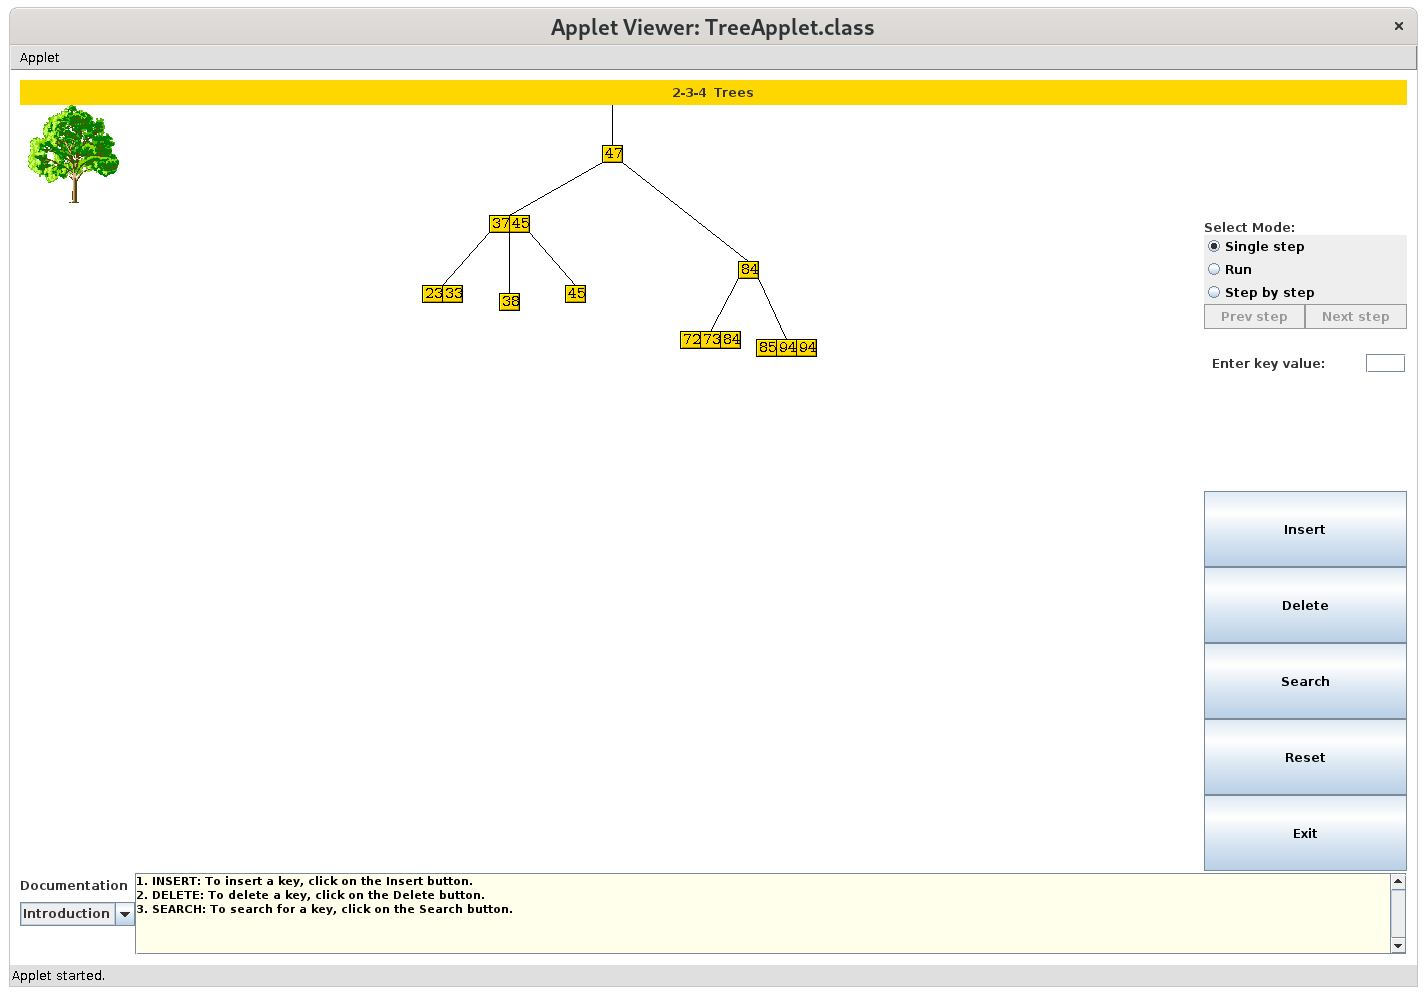 Applet Viewer: TreeApplet.class
×
Applet
2-3-4 Trees
47
37 45
84
23 33
38
45
72 73 84
85 94 94
Select Mode:
Single step
Run
Step by step
Prev step
Next step
Enter key value:
Insert
Delete
Search
Reset
Exit
Documentation
Introduction
1. INSERT: To insert a key, click on the Insert button.
2. DELETE: To delete a key, click on the Delete button.
3. SEARCH: To search for a key, click on the Search button.
Applet started.